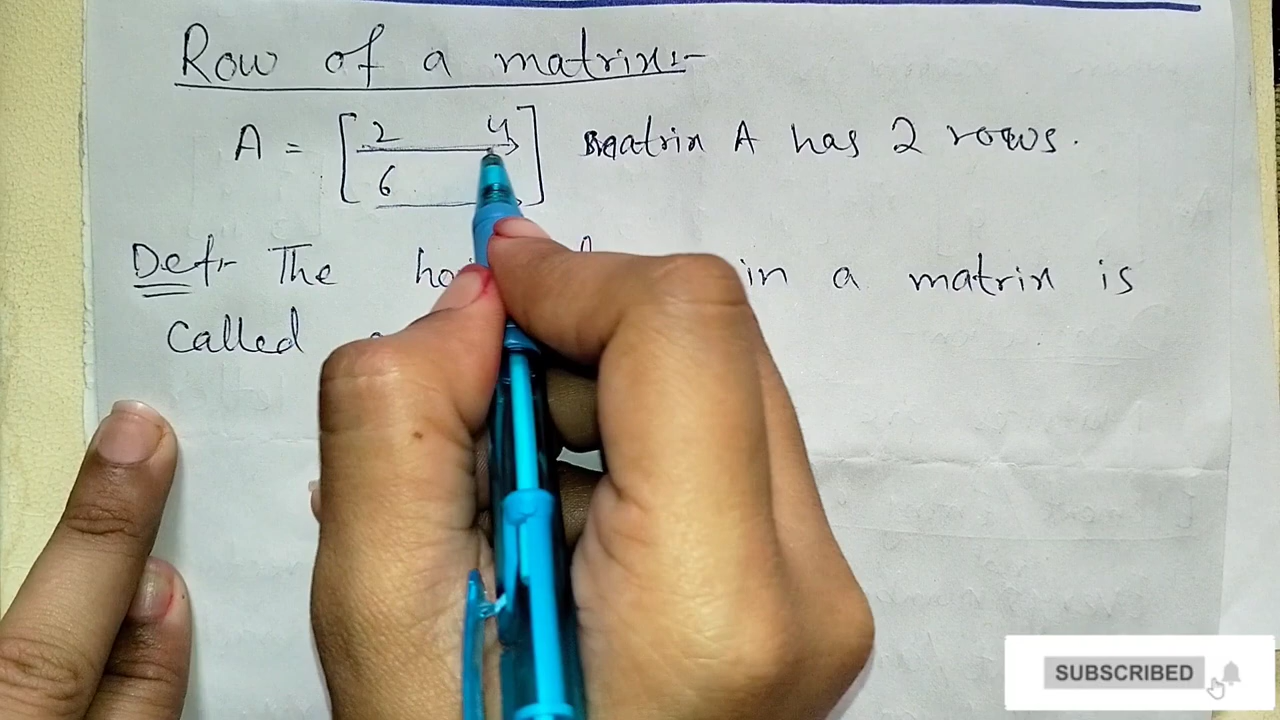 Row of a matrix:-
A = [2 4] matrix A has 2 rows.
6
Def:- The in a matrix is
called
SUBSCRIBED